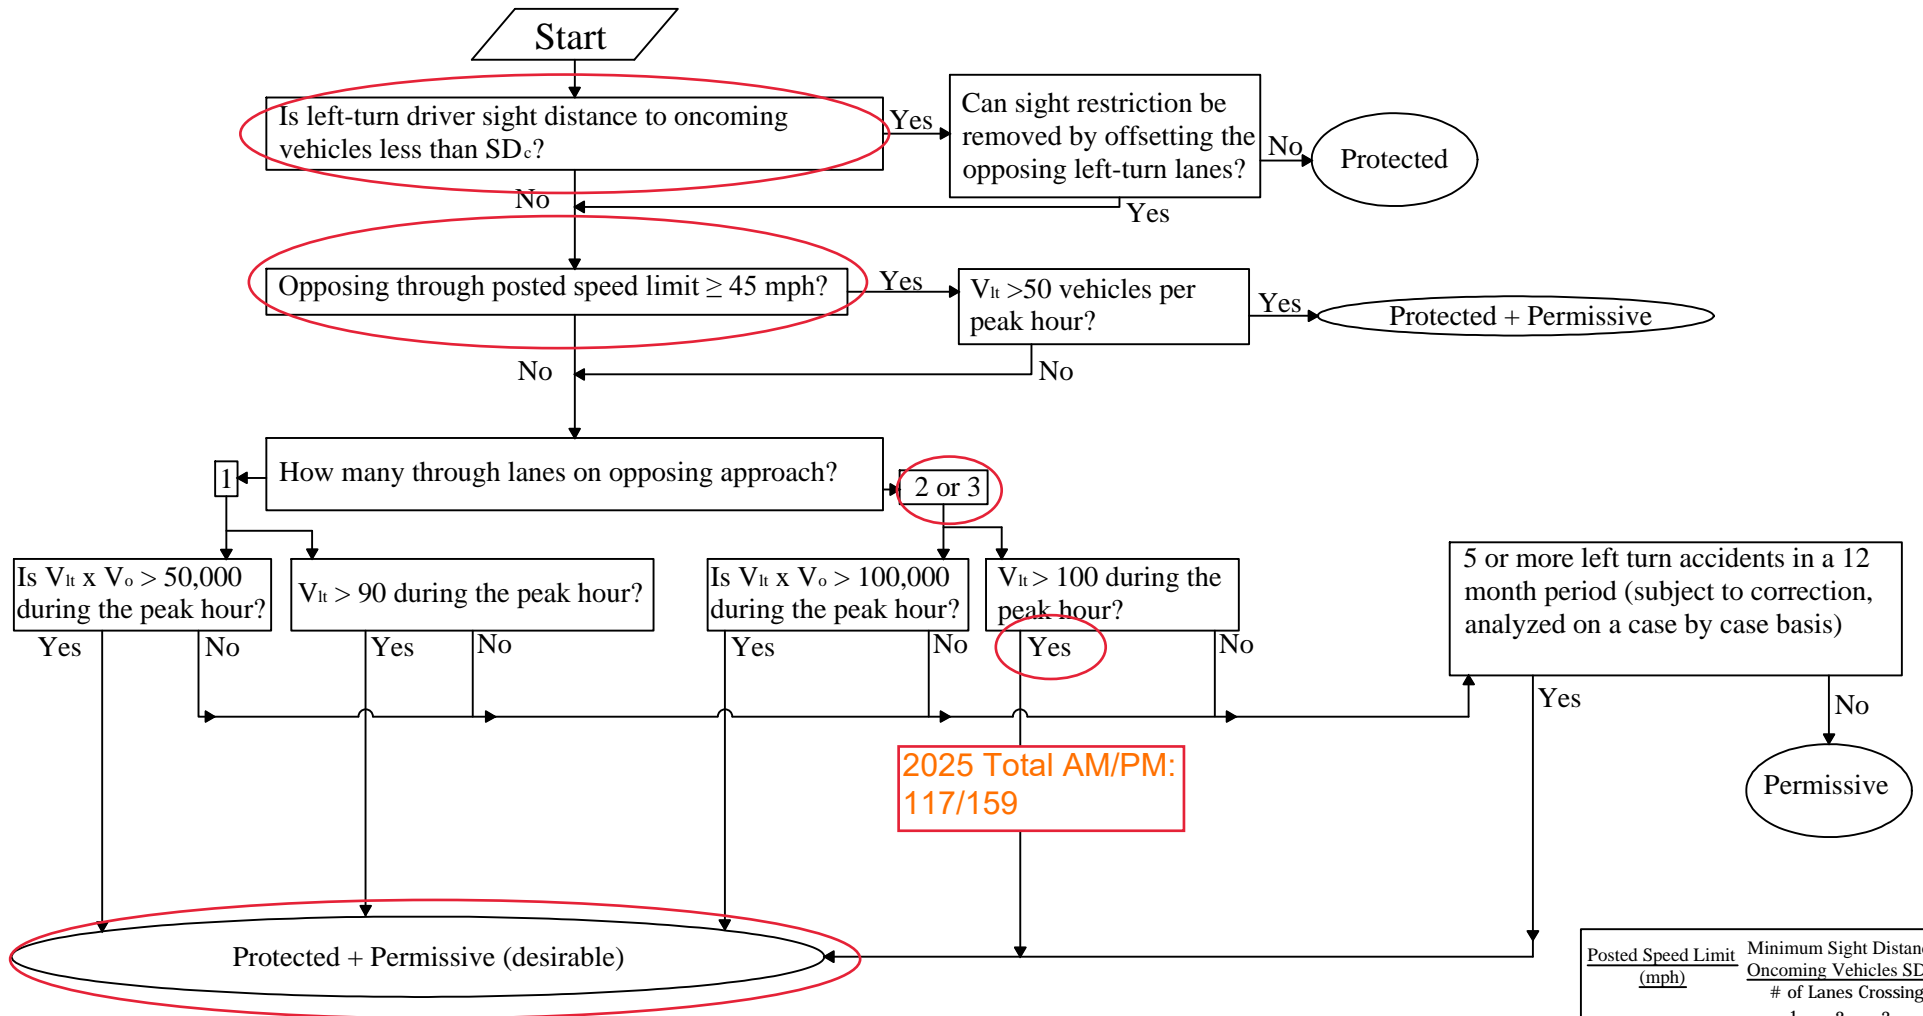 Start
Is left-turn driver sight distance to oncoming
vehicles less than SDc?
Yes
Can sight restriction be
removed by offsetting the
opposing left-turn lanes?
No
Protected
No
Yes
Opposing through posted speed limit ≥ 45 mph?
Yes
Vlt >50 vehicles per
peak hour?
Yes
Protected + Permissive
No
No
How many through lanes on opposing approach?
1
2 or 3
Is Vlt x Vo > 50,000
during the peak hour?
Vlt > 90 during the peak hour?
Is Vlt x Vo > 100,000
during the peak hour?
Vlt > 100 during the
peak hour?
5 or more left turn accidents in a 12
month period (subject to correction,
analyzed on a case by case basis)
Yes
No
Yes
No
Yes
No
Yes
No
Yes
No
2025 Total AM/PM:
117/159
Permissive
Protected + Permissive (desirable)
Posted Speed Limit
(mph)
Minimum Sight
Oncoming Vehicles
# of Lanes Crossing